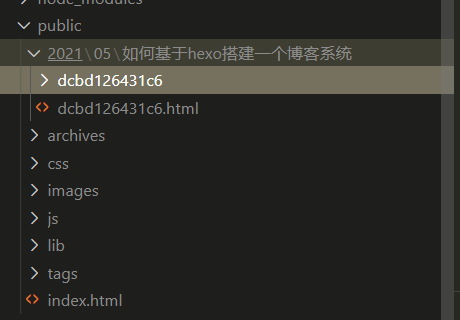 node_modules
public
2021\05\如何基于hexo搭建一个博客系统
dcbd126431c6
dcbd126431c6.html
archives
css
images
js
lib
tags
index.html